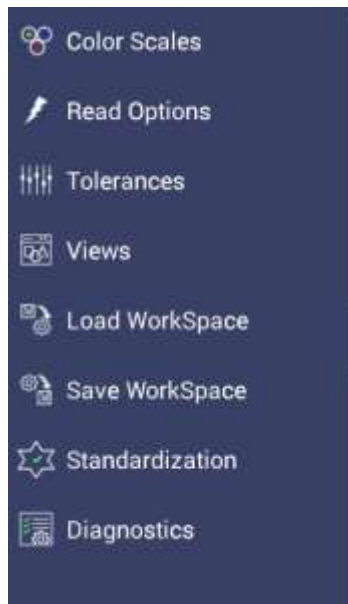 Color Scales
Read Options
Tolerances
Views
Load WorkSpace
Save WorkSpace
Standardization
Diagnostics